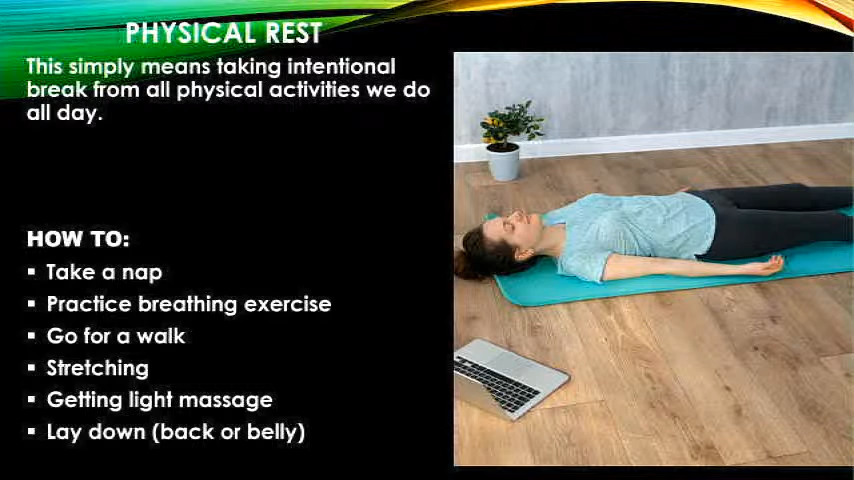 PHYSICAL REST
This simply means taking intentional
break from all physical activities we do
all day.
HOW TO:
▪ Take a nap
▪ Practice breathing exercise
▪ Go for a walk
▪ Stretching
▪ Getting light massage
▪ Lay down (back or belly)